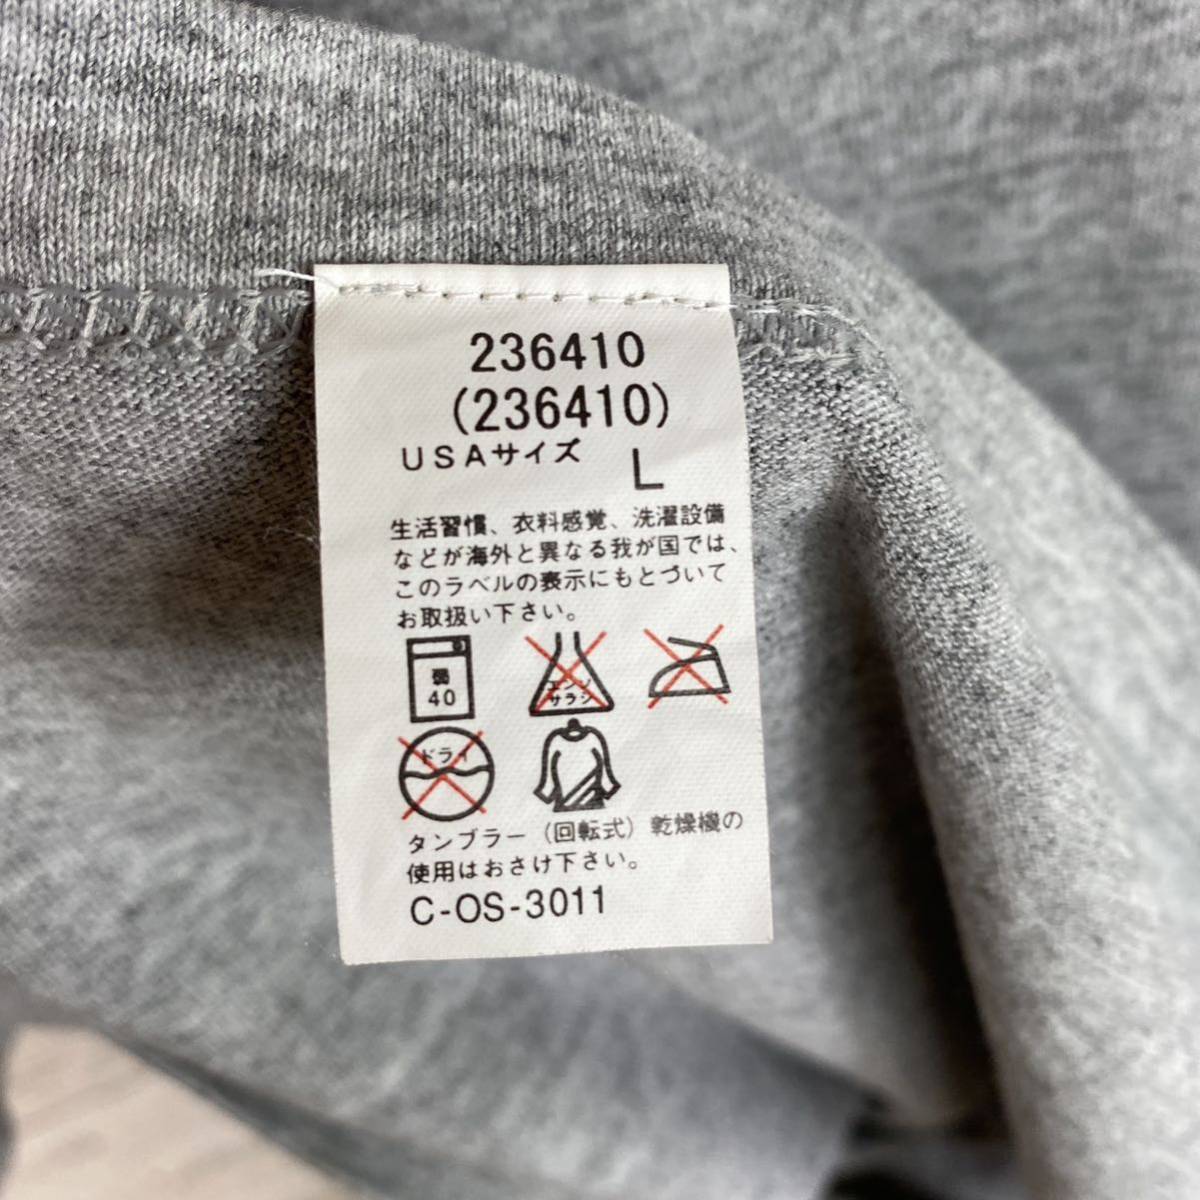 236410
(236410)
USAサイズ L
生活習慣、衣料感覚、洗濯設備
などが海外と異なる我が国では、
このラベルの表示にもとづいて
お取扱い下さい。
弱
40
エンソ
サラシ
ドライ
タンブラー(回転式)乾燥機の
使用はおさけ下さい。
C-OS-3011